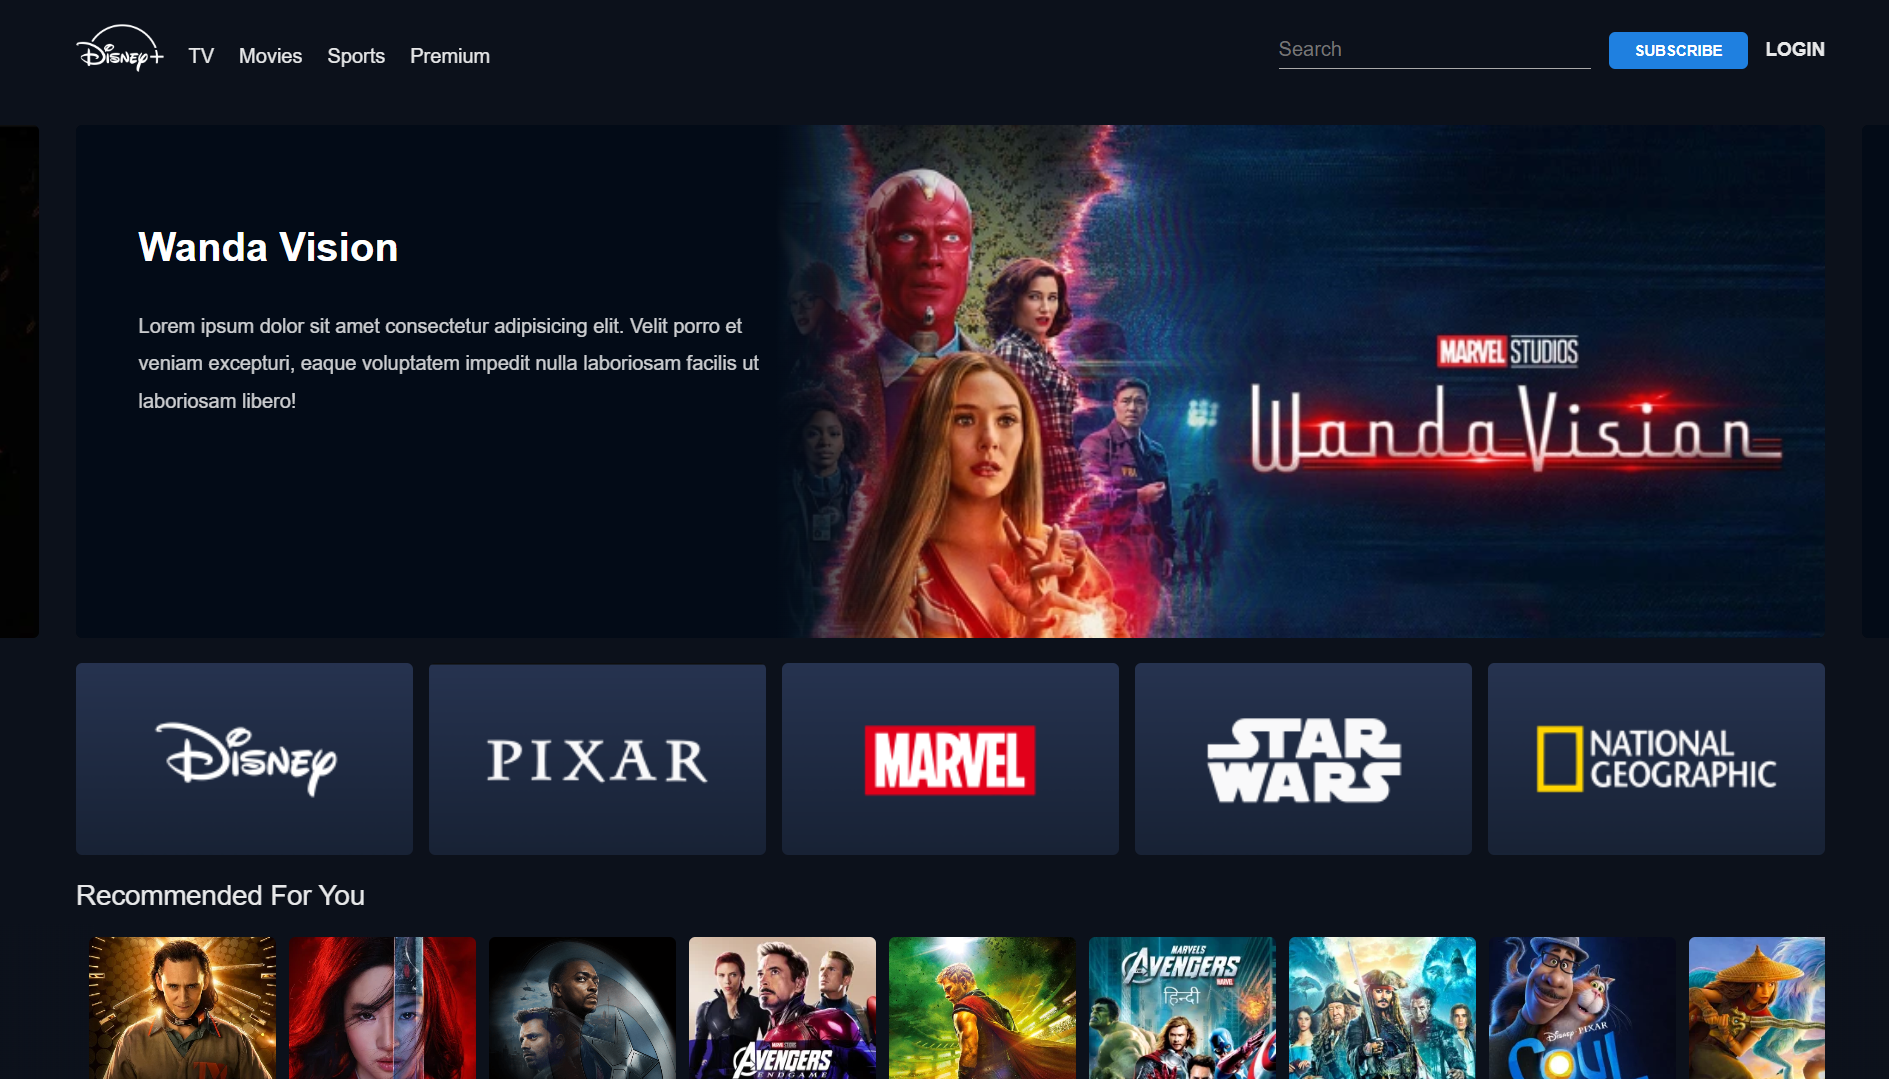 Disney+ TV Movies Sports Premium Search SUBSCRIBE LOGIN
Wanda Vision
Lorem ipsum dolor sit amet consectetur adipisicing elit. Velit porro et
veniam excepturi, eaque voluptatem impedit nulla laboriosam facilis ut
laboriosam libero!
MARVEL STUDIOS
WandaVision
Disney
PIXAR
MARVEL
STAR
WARS
NATIONAL
GEOGRAPHIC
Recommended For You
MARVEL STUDIOS
AVENGERS
ENDGAME
MARVELS
AVENGERS
MARVEL
हिन्दी
Disney PIXAR
SOUL